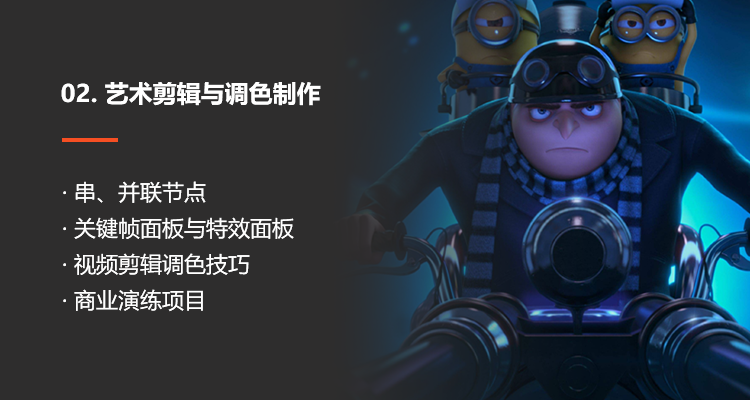 02. 艺术剪辑与调色制作
· 串、并联节点
· 关键帧面板与特效面板
· 视频剪辑调色技巧
· 商业演练项目